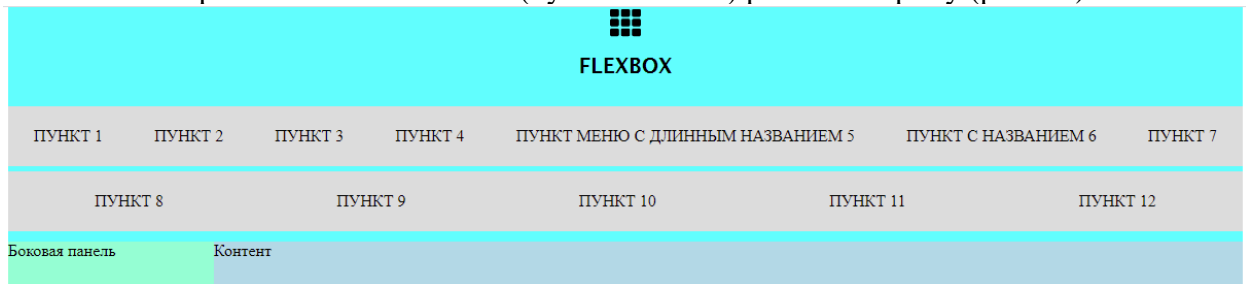 FLEXBOX
ПУНКТ 1 ПУНКТ 2 ПУНКТ 3 ПУНКТ 4 ПУНКТ МЕНЮ С ДЛИННЫМ НАЗВАНИЕМ 5 ПУНКТ С НАЗВАНИЕМ 6 ПУНКТ 7
ПУНКТ 8 ПУНКТ 9 ПУНКТ 10 ПУНКТ 11 ПУНКТ 12
Боковая панель Контент